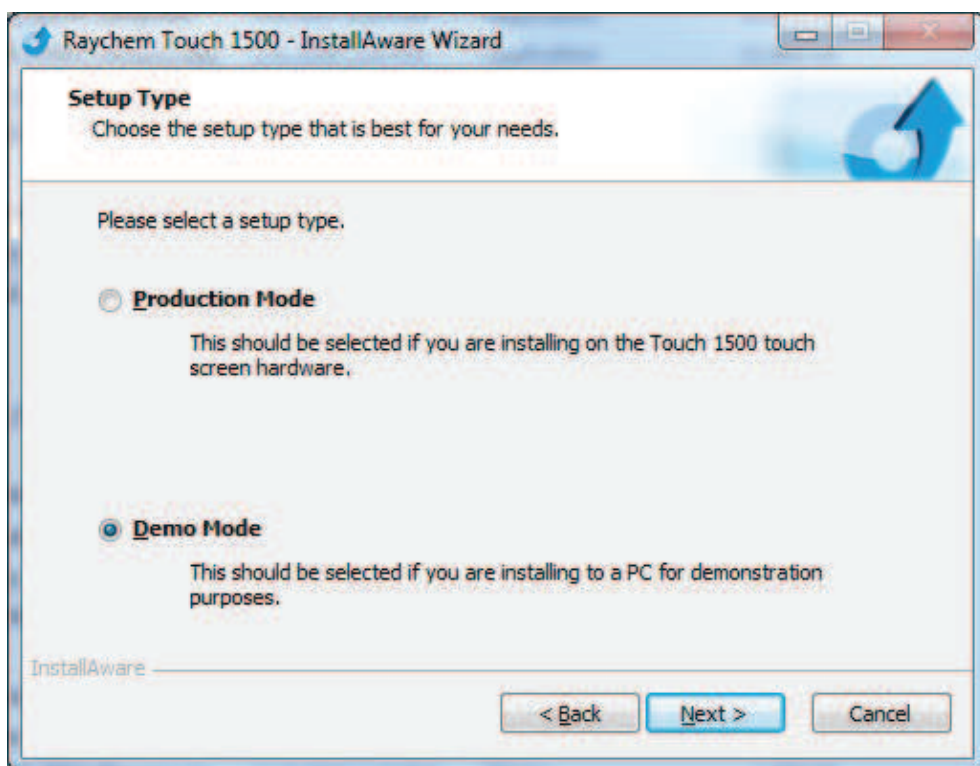 Raychem Touch 1500 - InstallAware Wizard
Setup Type
Choose the setup type that is best for your needs.
Please select a setup type.
Production Mode
This should be selected if you are installing on the Touch 1500 touch
screen hardware.
Demo Mode
This should be selected if you are installing to a PC for demonstration
purposes.
InstallAware
< Back Next > Cancel